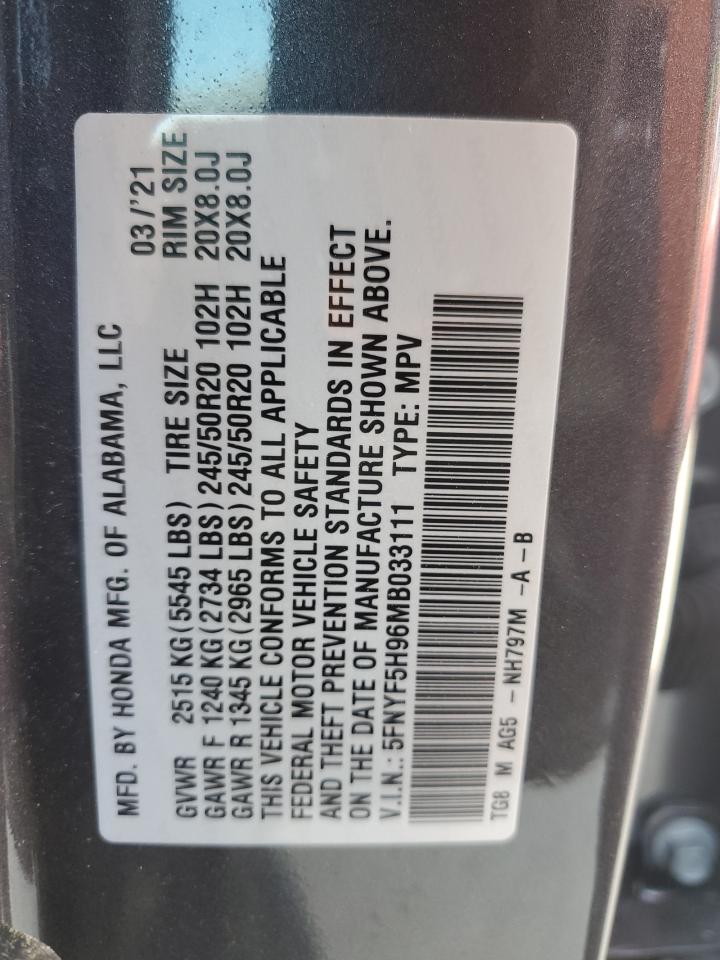 MFD. BY HONDA MFG. OF ALABAMA, LLC 03/'21
GVWR 2515 KG (5545 LBS) TIRE SIZE RIM SIZE
GAWR F 1240 KG (2734 LBS) 245/50R20 102H 20X8.0J
GAWR R 1345 KG (2965 LBS) 245/50R20 102H 20X8.0J
THIS VEHICLE CONFORMS TO ALL APPLICABLE
FEDERAL MOTOR VEHICLE SAFETY
AND THEFT PREVENTION STANDARDS IN EFFECT
ON THE DATE OF MANUFACTURE SHOWN ABOVE.
V.I.N.: 5FNYF5H96MB033111 TYPE: MPV
TG8 M AG5 -NH797M -A -B